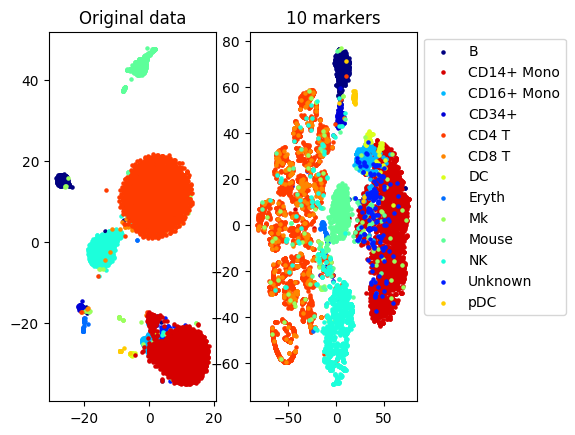 Original data
10 markers
40
20
0
−20
−20
0
20
80
60
40
20
0
−20
−40
−60
−50
0
50
B
CD14+ Mono
CD16+ Mono
CD34+
CD4 T
CD8 T
DC
Eryth
Mk
Mouse
NK
Unknown
pDC